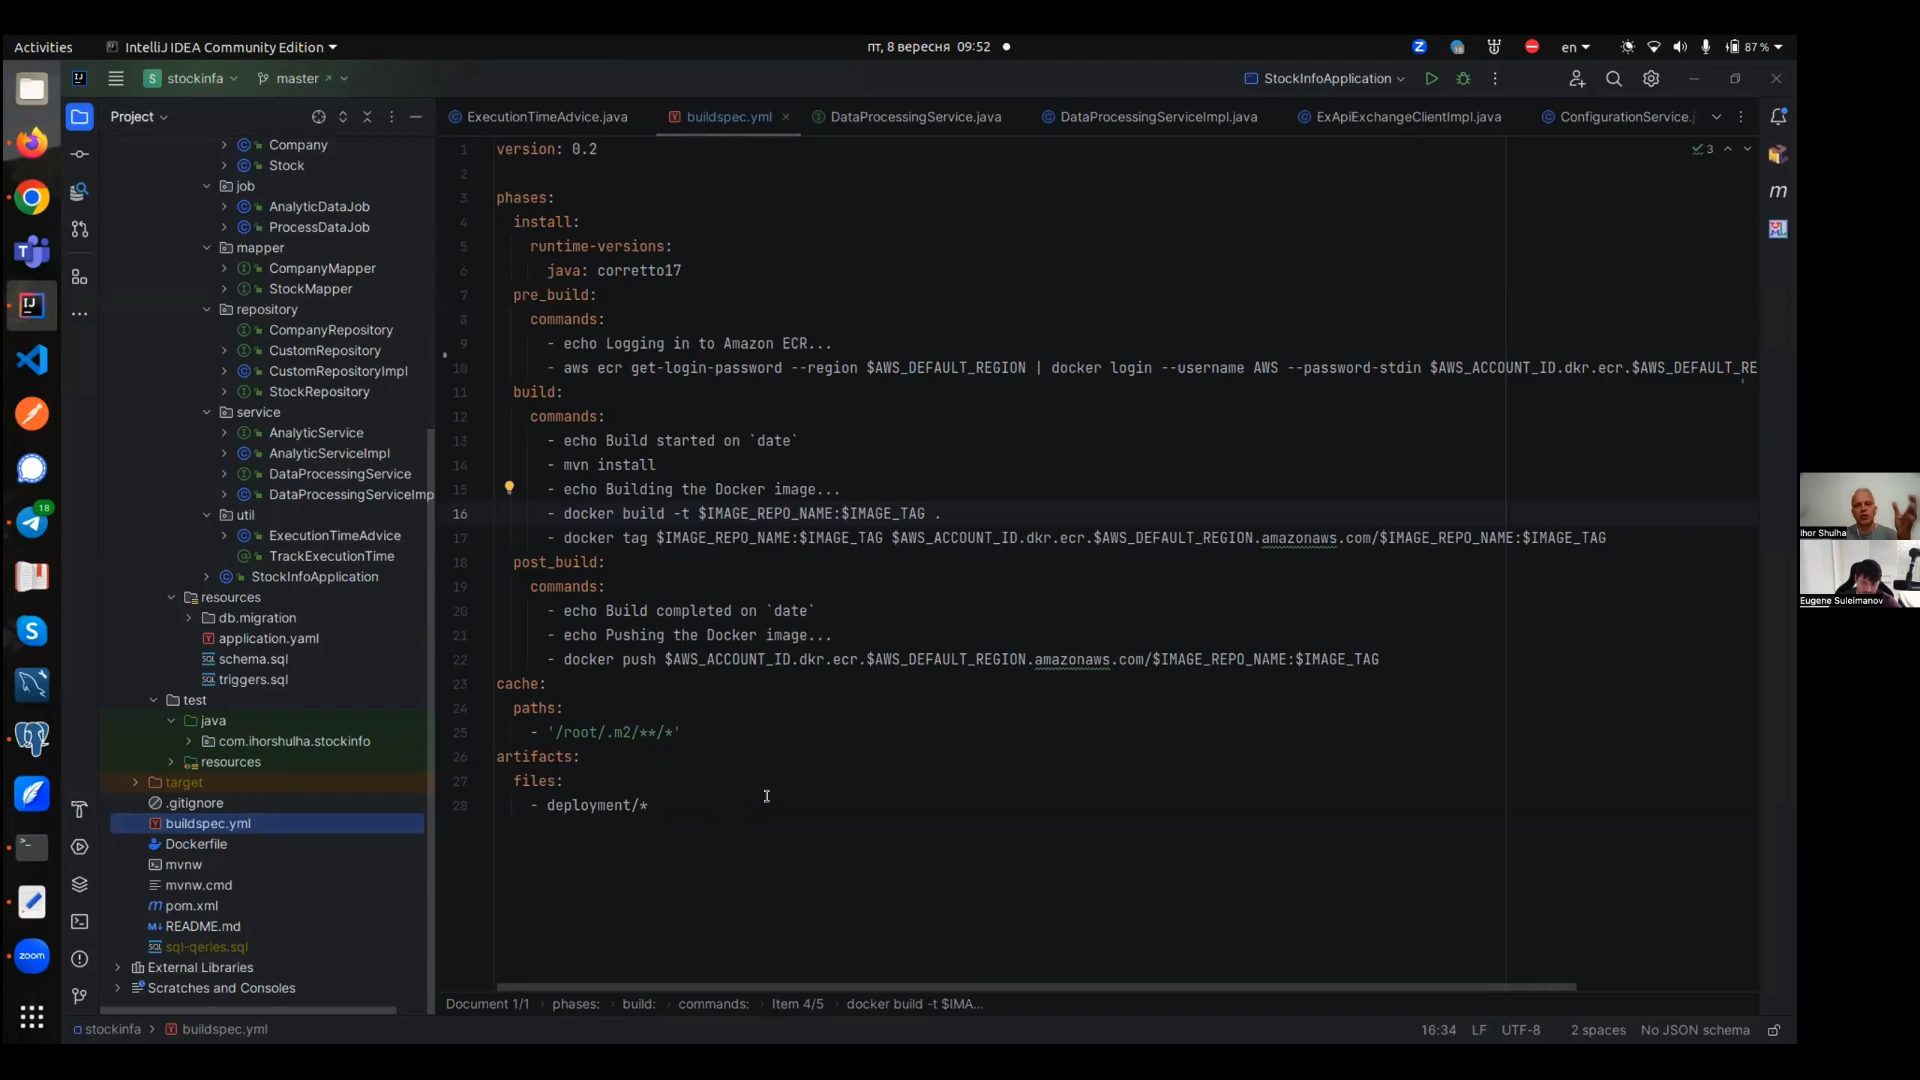 Activities
IntelliJ IDEA Community Edition
пт, 8 вересня 09:52
en
87 %
S stockinfa
master
StockInfoApplication
Project
ExecutionTimeAdvice.java
buildspec.yml
DataProcessingService.java
DataProcessingServiceImpl.java
ExApiExchangeClientImpl.java
ConfigurationService.j
Company
Stock
job
AnalyticDataJob
ProcessDataJob
mapper
CompanyMapper
StockMapper
repository
CompanyRepository
CustomRepository
CustomRepositoryImpl
StockRepository
service
AnalyticService
AnalyticServiceImpl
DataProcessingService
DataProcessingServiceImp
util
ExecutionTimeAdvice
TrackExecutionTime
StockInfoApplication
resources
db.migration
application.yaml
schema.sql
triggers.sql
test
java
com.ihorshulha.stockinfo
resources
target
.gitignore
buildspec.yml
Dockerfile
mvnw
mvnw.cmd
pom.xml
README.md
sql-qeries.sql
External Libraries
Scratches and Consoles
3
1 version: 0.2
2
3 phases:
4 install:
5 runtime-versions:
6 java: corretto17
7 pre_build:
8 commands:
9 - echo Logging in to Amazon ECR...
10 - aws ecr get-login-password --region $AWS_DEFAULT_REGION | docker login --username AWS --password-stdin $AWS_ACCOUNT_ID.dkr.ecr.$AWS_DEFAULT_RE
11 build:
12 commands:
13 - echo Build started on `date`
14 - mvn install
15 - echo Building the Docker image...
16 - docker build -t $IMAGE_REPO_NAME:$IMAGE_TAG .
17 - docker tag $IMAGE_REPO_NAME:$IMAGE_TAG $AWS_ACCOUNT_ID.dkr.ecr.$AWS_DEFAULT_REGION.amazonaws.com/$IMAGE_REPO_NAME:$IMAGE_TAG
18 post_build:
19 commands:
20 - echo Build completed on `date`
21 - echo Pushing the Docker image...
22 - docker push $AWS_ACCOUNT_ID.dkr.ecr.$AWS_DEFAULT_REGION.amazonaws.com/$IMAGE_REPO_NAME:$IMAGE_TAG
23 cache:
24 paths:
25 - '/root/.m2/**/*'
26 artifacts:
27 files:
28 - deployment/*
Ihor Shulha
Eugene Suleimanov
18
zoom
Document 1/1 phases: build: commands: Item 4/5 docker build -t $IMA...
stockinfa buildspec.yml
16:34 LF UTF-8 2 spaces No JSON schema